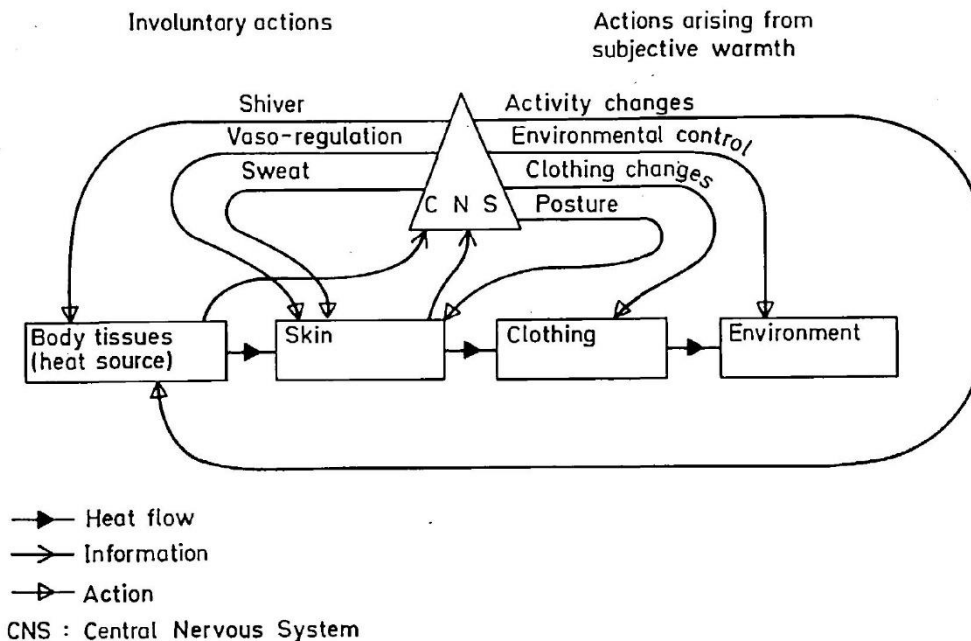 Involuntary actions
Actions arising from
subjective warmth
Shiver
Activity changes
Vaso-regulation
Environmental control
Sweat
Clothing changes
C N S
Posture
Body tissues
(heat source)
Skin
Clothing
Environment
Heat flow
Information
Action
CNS : Central Nervous System